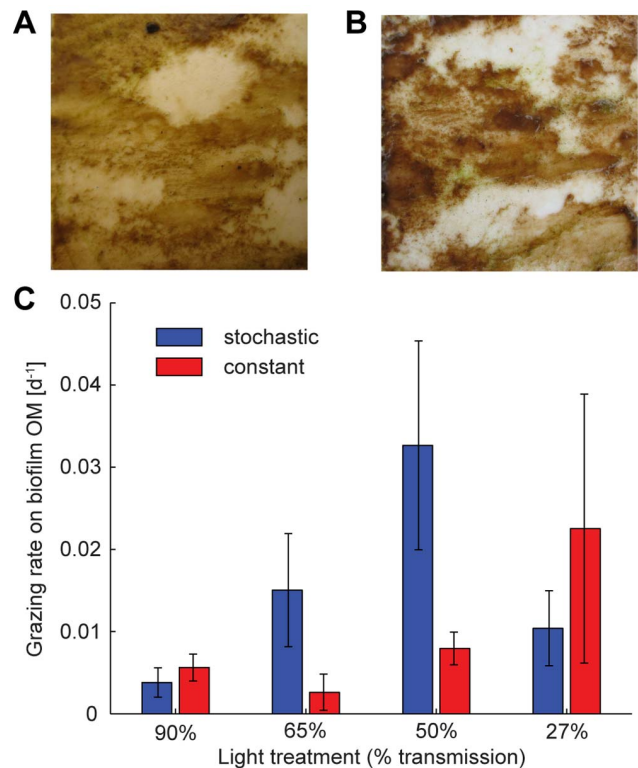 A
B
C
0.05
0.04
0.03
0.02
0.01
0
Grazing rate on biofilm OM [d⁻¹]
stochastic
constant
90%
65%
50%
27%
Light treatment (% transmission)